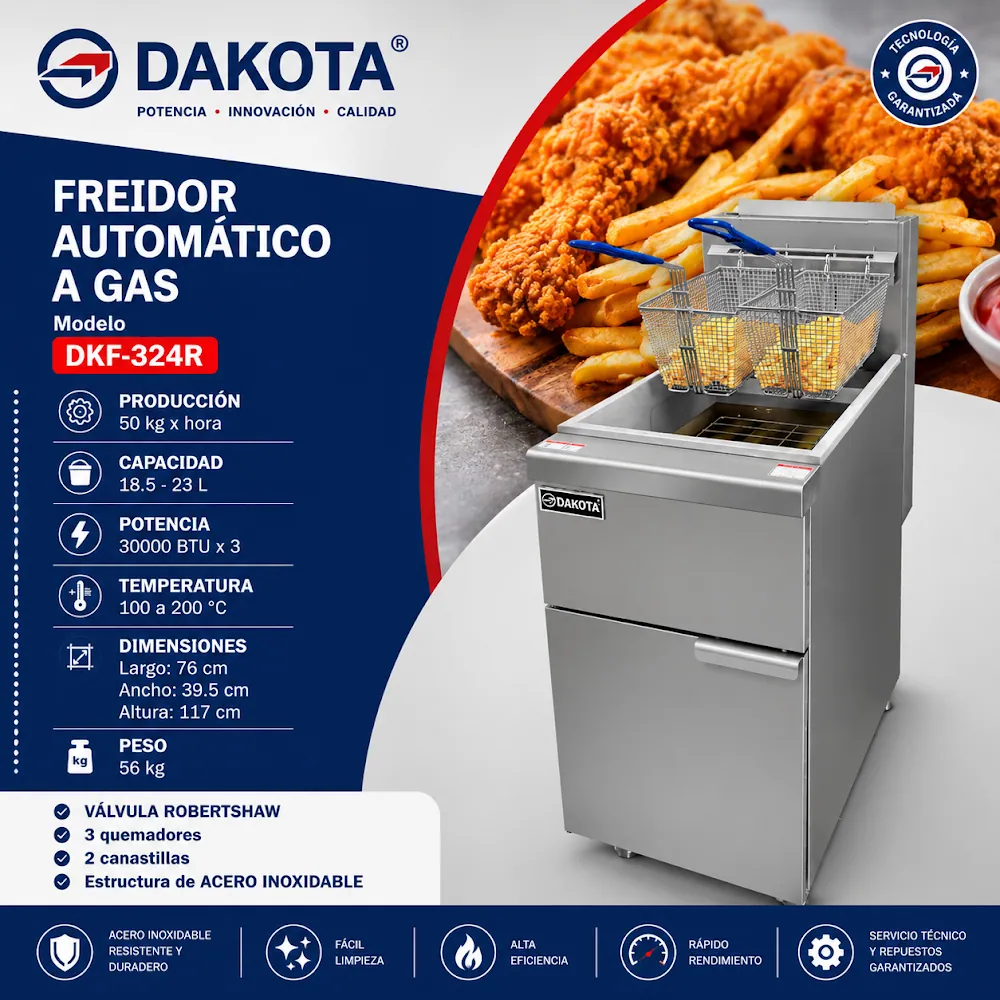 DAKOTA®
POTENCIA • INNOVACIÓN • CALIDAD
TECNOLOGÍA
GARANTIZADA
FREIDOR
AUTOMÁTICO
A GAS
Modelo
DKF-324R
PRODUCCIÓN
50 kg x hora
CAPACIDAD
18.5 - 23 L
POTENCIA
30000 BTU x 3
TEMPERATURA
100 a 200 °C
DIMENSIONES
Largo: 76 cm
Ancho: 39.5 cm
Altura: 117 cm
kg
PESO
56 kg
DAKOTA®
VÁLVULA ROBERTSHAW
3 quemadores
2 canastillas
Estructura de ACERO INOXIDABLE
ACERO INOXIDABLE
RESISTENTE Y
DURADERO
FÁCIL
LIMPIEZA
ALTA
EFICIENCIA
RÁPIDO
RENDIMIENTO
SERVICIO TÉCNICO
Y REPUESTOS
GARANTIZADOS